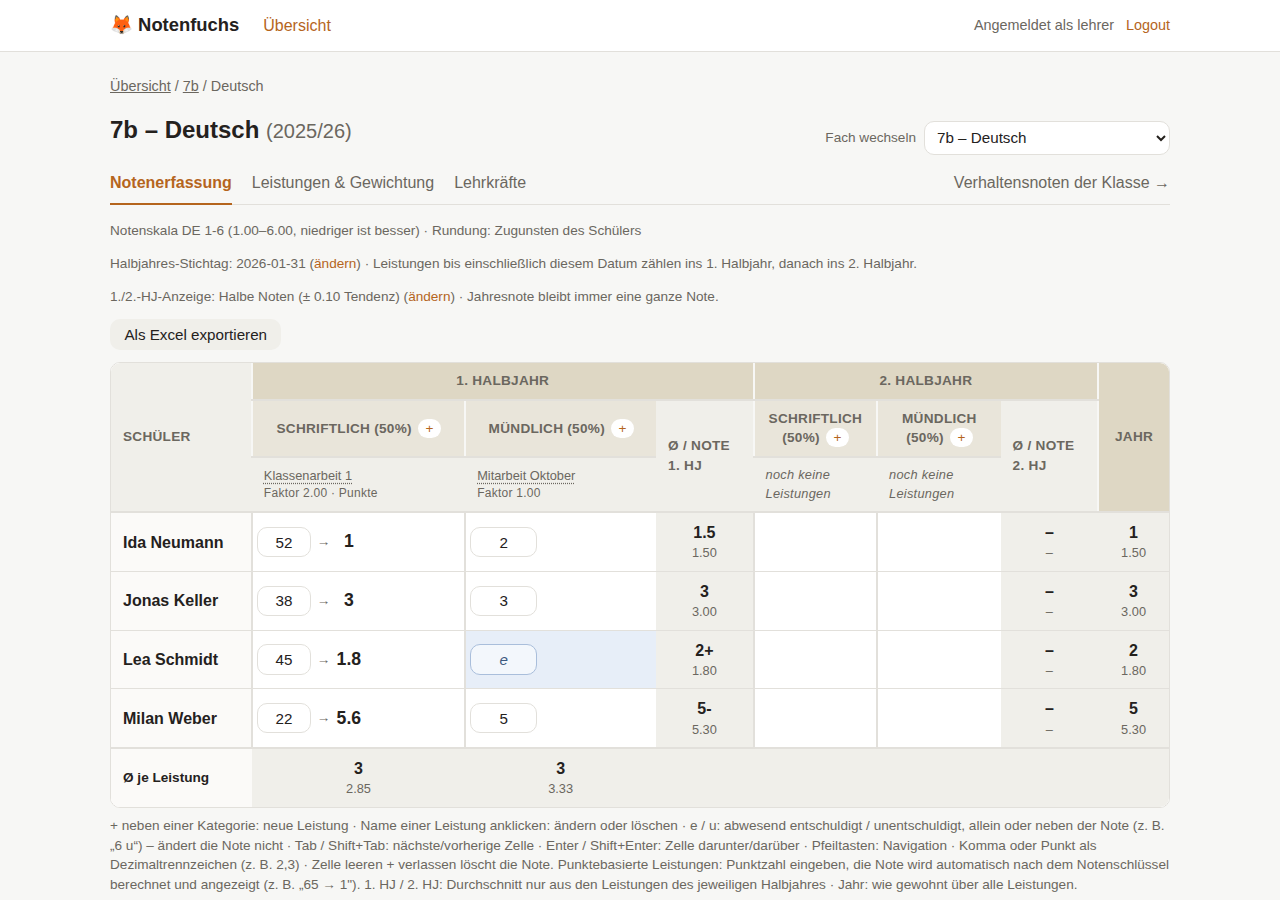 🦊 Notenfuchs Übersicht Angemeldet als lehrer Logout
Übersicht / 7b / Deutsch
7b – Deutsch (2025/26) Fach wechseln 7b – Deutsch
Notenerfassung Leistungen & Gewichtung Lehrkräfte Verhaltensnoten der Klasse →
Notenskala DE 1-6 (1.00–6.00, niedriger ist besser) · Rundung: Zugunsten des Schülers
Halbjahres-Stichtag: 2026-01-31 (ändern) · Leistungen bis einschließlich diesem Datum zählen ins 1. Halbjahr, danach ins 2. Halbjahr.
1./2.-HJ-Anzeige: Halbe Noten (± 0.10 Tendenz) (ändern) · Jahresnote bleibt immer eine ganze Note.
Als Excel exportieren
SCHÜLER 1. HALBJAHR 2. HALBJAHR JAHR
SCHRIFTLICH (50%) + MÜNDLICH (50%) + Ø / NOTE 1. HJ SCHRIFTLICH (50%) + MÜNDLICH (50%) + Ø / NOTE 2. HJ
Klassenarbeit 1 Mitarbeit Oktober noch keine Leistungen noch keine Leistungen
Faktor 2.00 · Punkte Faktor 1.00
Ida Neumann 52 → 1 2 1.5 – 1
1.50 – 1.50
Jonas Keller 38 → 3 3 3 – 3
3.00 – 3.00
Lea Schmidt 45 → 1.8 e 2+ – 2
1.80 – 1.80
Milan Weber 22 → 5.6 5 5- – 5
5.30 – 5.30
Ø je Leistung 3 3
2.85 3.33
+ neben einer Kategorie: neue Leistung · Name einer Leistung anklicken: ändern oder löschen · e / u: abwesend entschuldigt / unentschuldigt, allein oder neben der Note (z. B.
„6 u“) – ändert die Note nicht · Tab / Shift+Tab: nächste/vorherige Zelle · Enter / Shift+Enter: Zelle darunter/darüber · Pfeiltasten: Navigation · Komma oder Punkt als
Dezimaltrennzeichen (z. B. 2,3) · Zelle leeren + verlassen löscht die Note. Punktebasierte Leistungen: Punktzahl eingeben, die Note wird automatisch nach dem Notenschlüssel
berechnet und angezeigt (z. B. „65 → 1"). 1. HJ / 2. HJ: Durchschnitt nur aus den Leistungen des jeweiligen Halbjahres · Jahr: wie gewohnt über alle Leistungen.